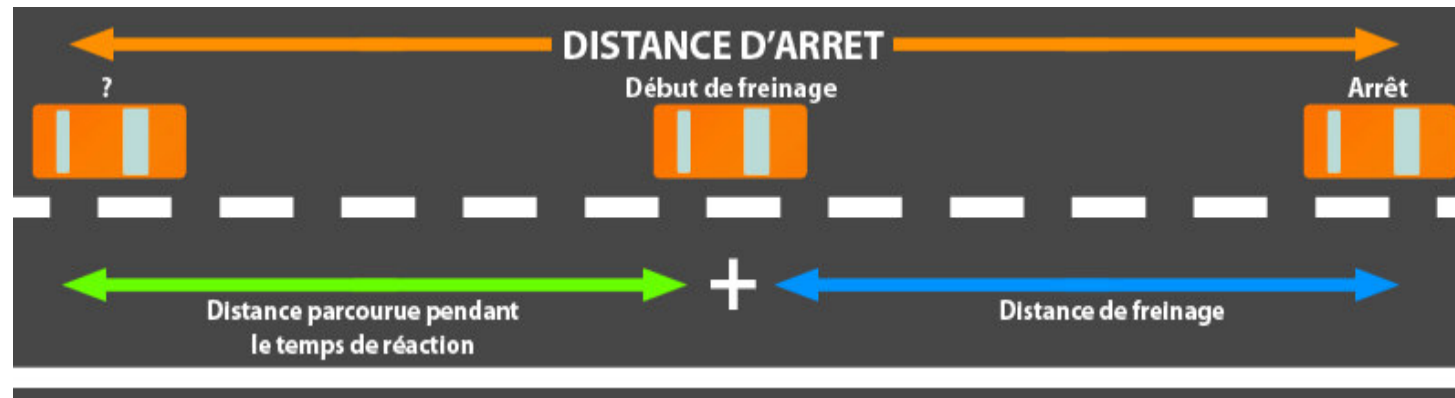 DISTANCE D'ARRET
?
Début de freinage
Arrêt
+
Distance parcourue pendant
le temps de réaction
Distance de freinage